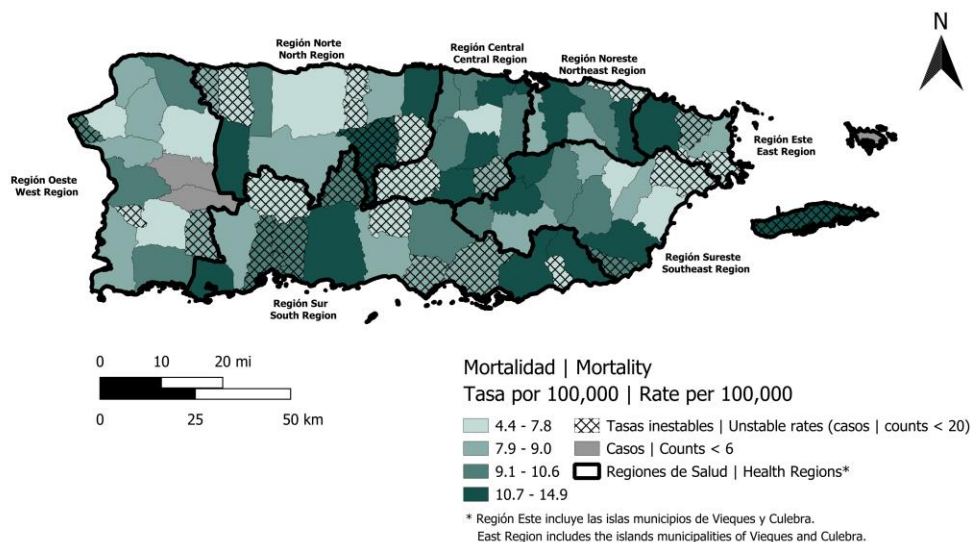 N
Región Norte
North Region
Región Central
Central Region
Región Noreste
Northeast Region
Región Este
East Region
Región Oeste
West Region
Región Sureste
Southeast Region
Región Sur
South Region
0 10 20 mi
0 25 50 km
Mortalidad | Mortality
Tasa por 100,000 | Rate per 100,000
4.4 - 7.8
7.9 - 9.0
9.1 - 10.6
10.7 - 14.9
Tasas inestables | Unstable rates (casos | counts < 20)
Casos | Counts < 6
Regiones de Salud | Health Regions*
* Región Este incluye las islas municipios de Vieques y Culebra.
East Region includes the islands municipalities of Vieques and Culebra.